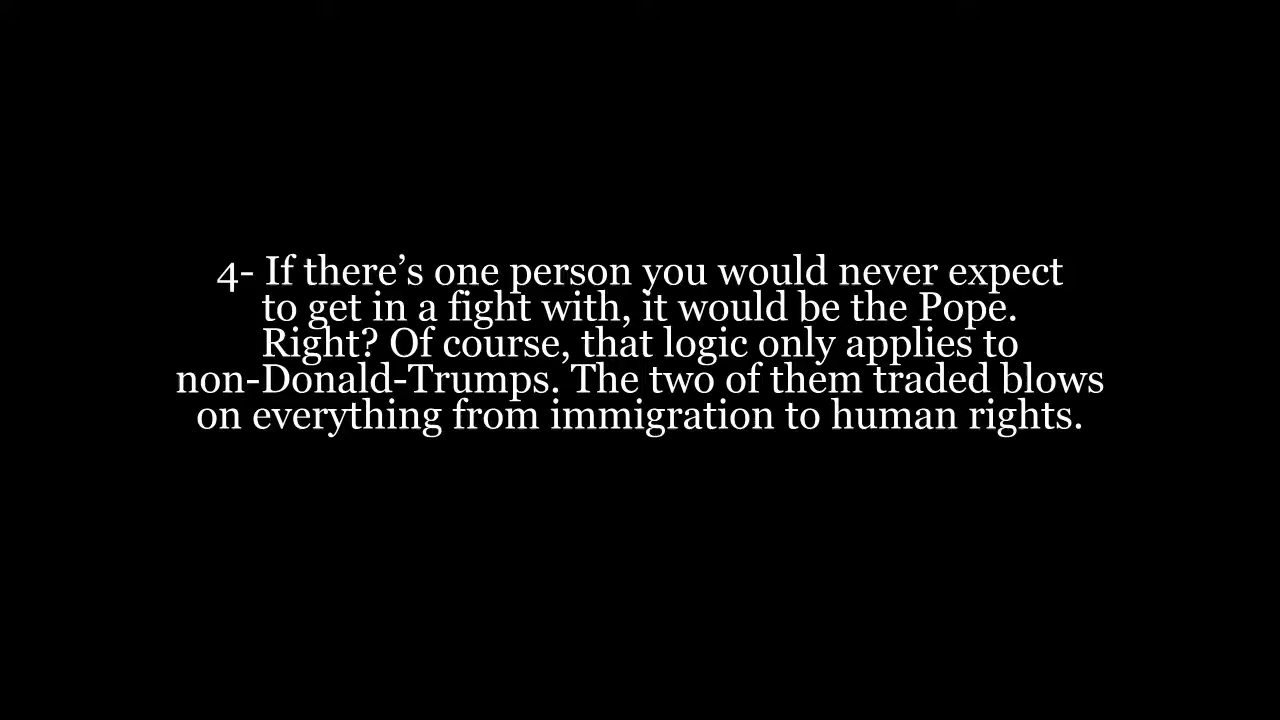 4- If there’s one person you would never expect
to get in a fight with, it would be the Pope.
Right? Of course, that logic only applies to
non-Donald-Trumps. The two of them traded blows
on everything from immigration to human rights.